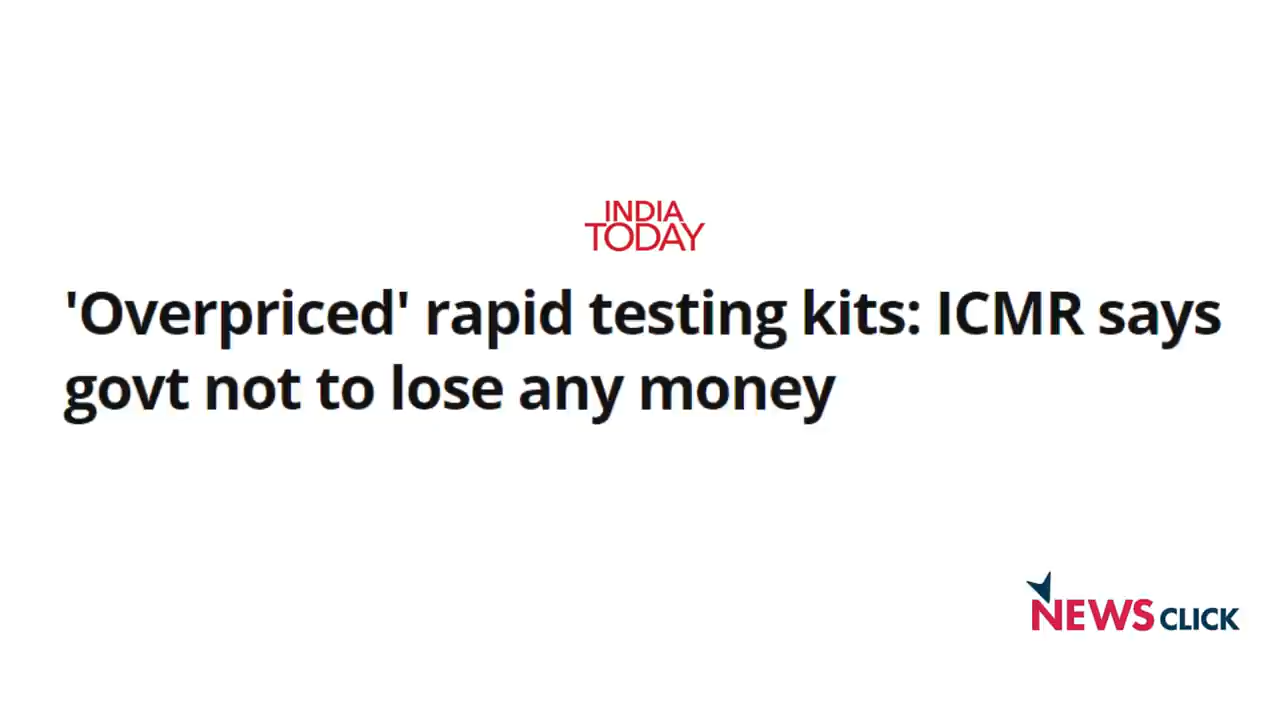 INDIA
TODAY
'Overpriced' rapid testing kits: ICMR says
govt not to lose any money
NEWS CLICK